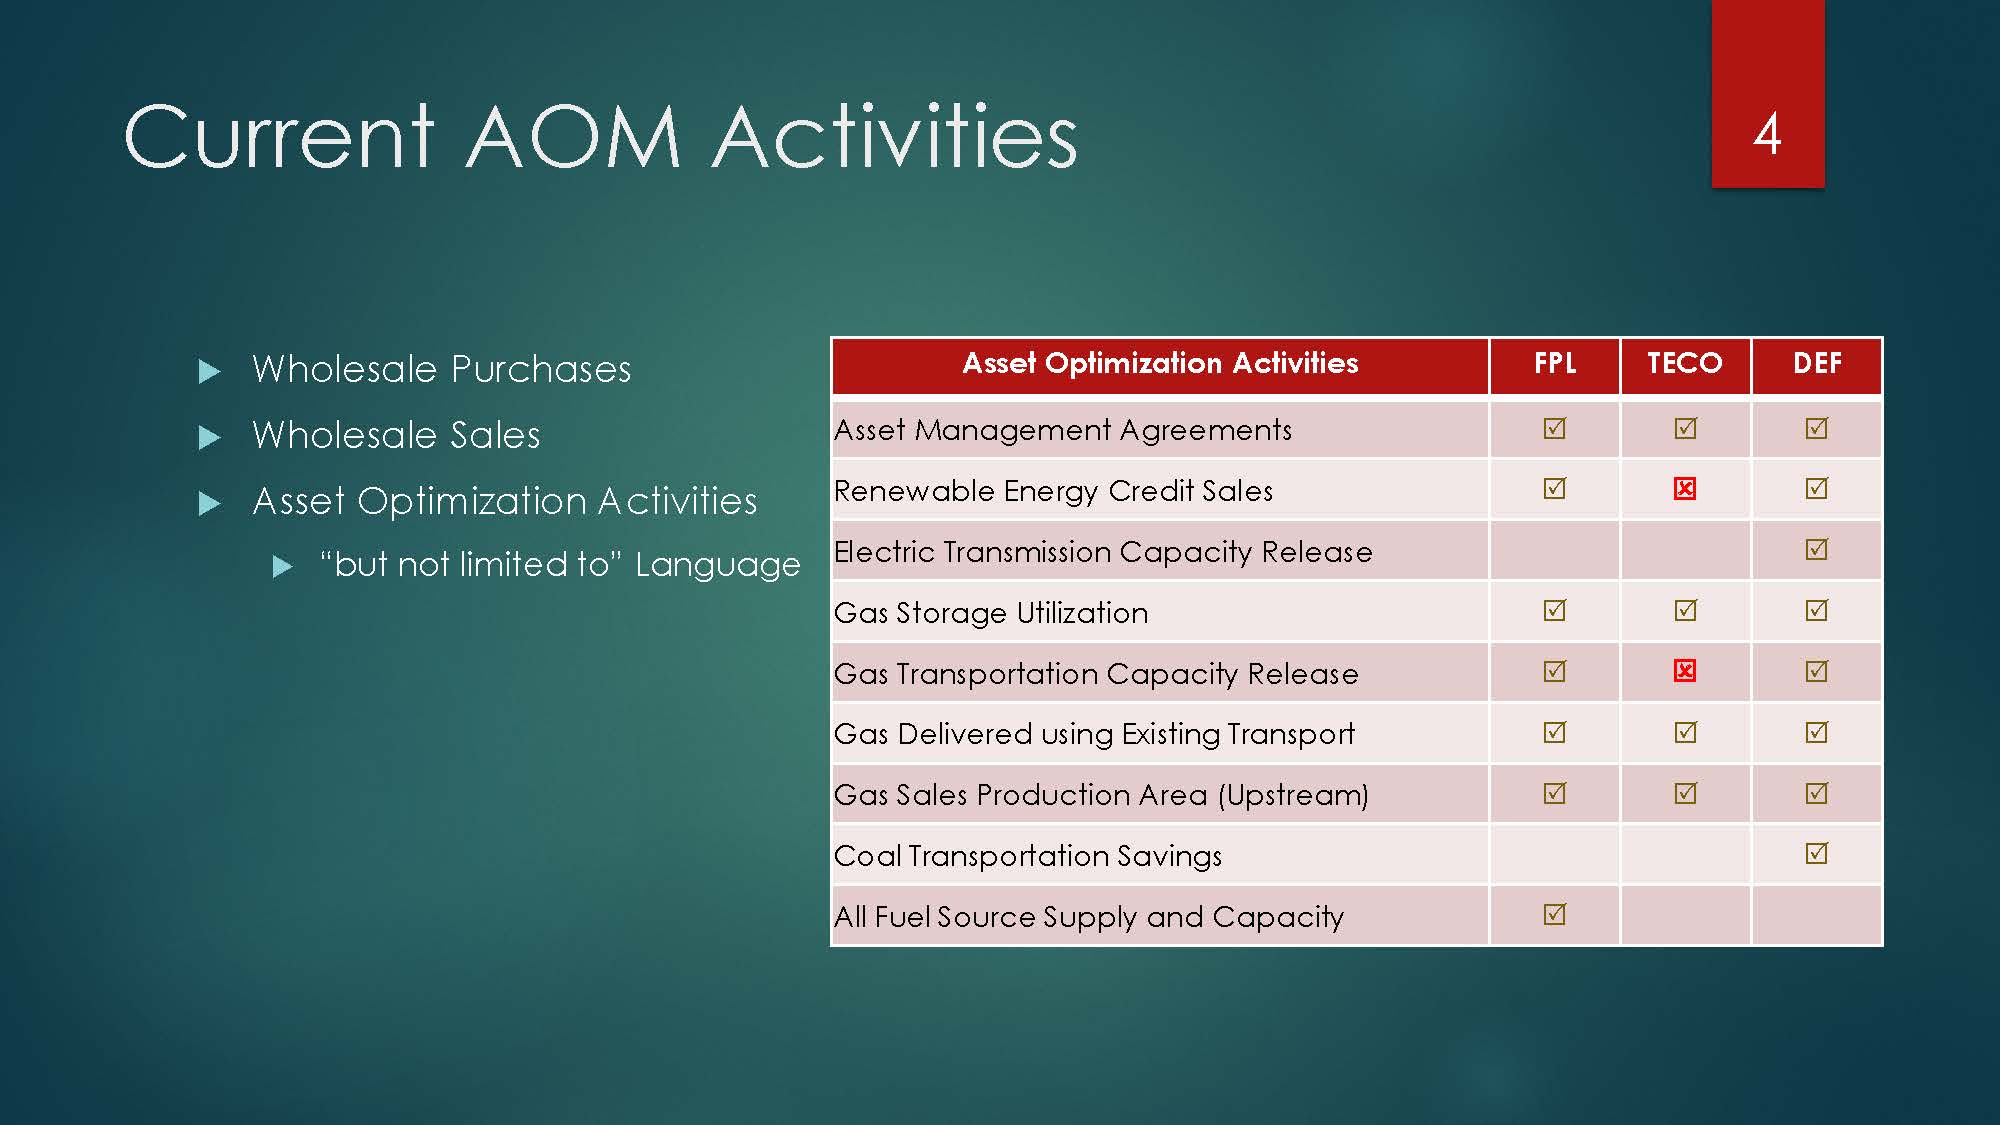 Current AOM Activities
4
Wholesale Purchases
Wholesale Sales
Asset Optimization Activities
“but not limited to” Language
Asset Optimization Activities FPL TECO DEF
Asset Management Agreements ☑ ☑ ☑
Renewable Energy Credit Sales ☑ ☒ ☑
Electric Transmission Capacity Release ☑
Gas Storage Utilization ☑ ☑ ☑
Gas Transportation Capacity Release ☑ ☒ ☑
Gas Delivered using Existing Transport ☑ ☑ ☑
Gas Sales Production Area (Upstream) ☑ ☑ ☑
Coal Transportation Savings ☑
All Fuel Source Supply and Capacity ☑